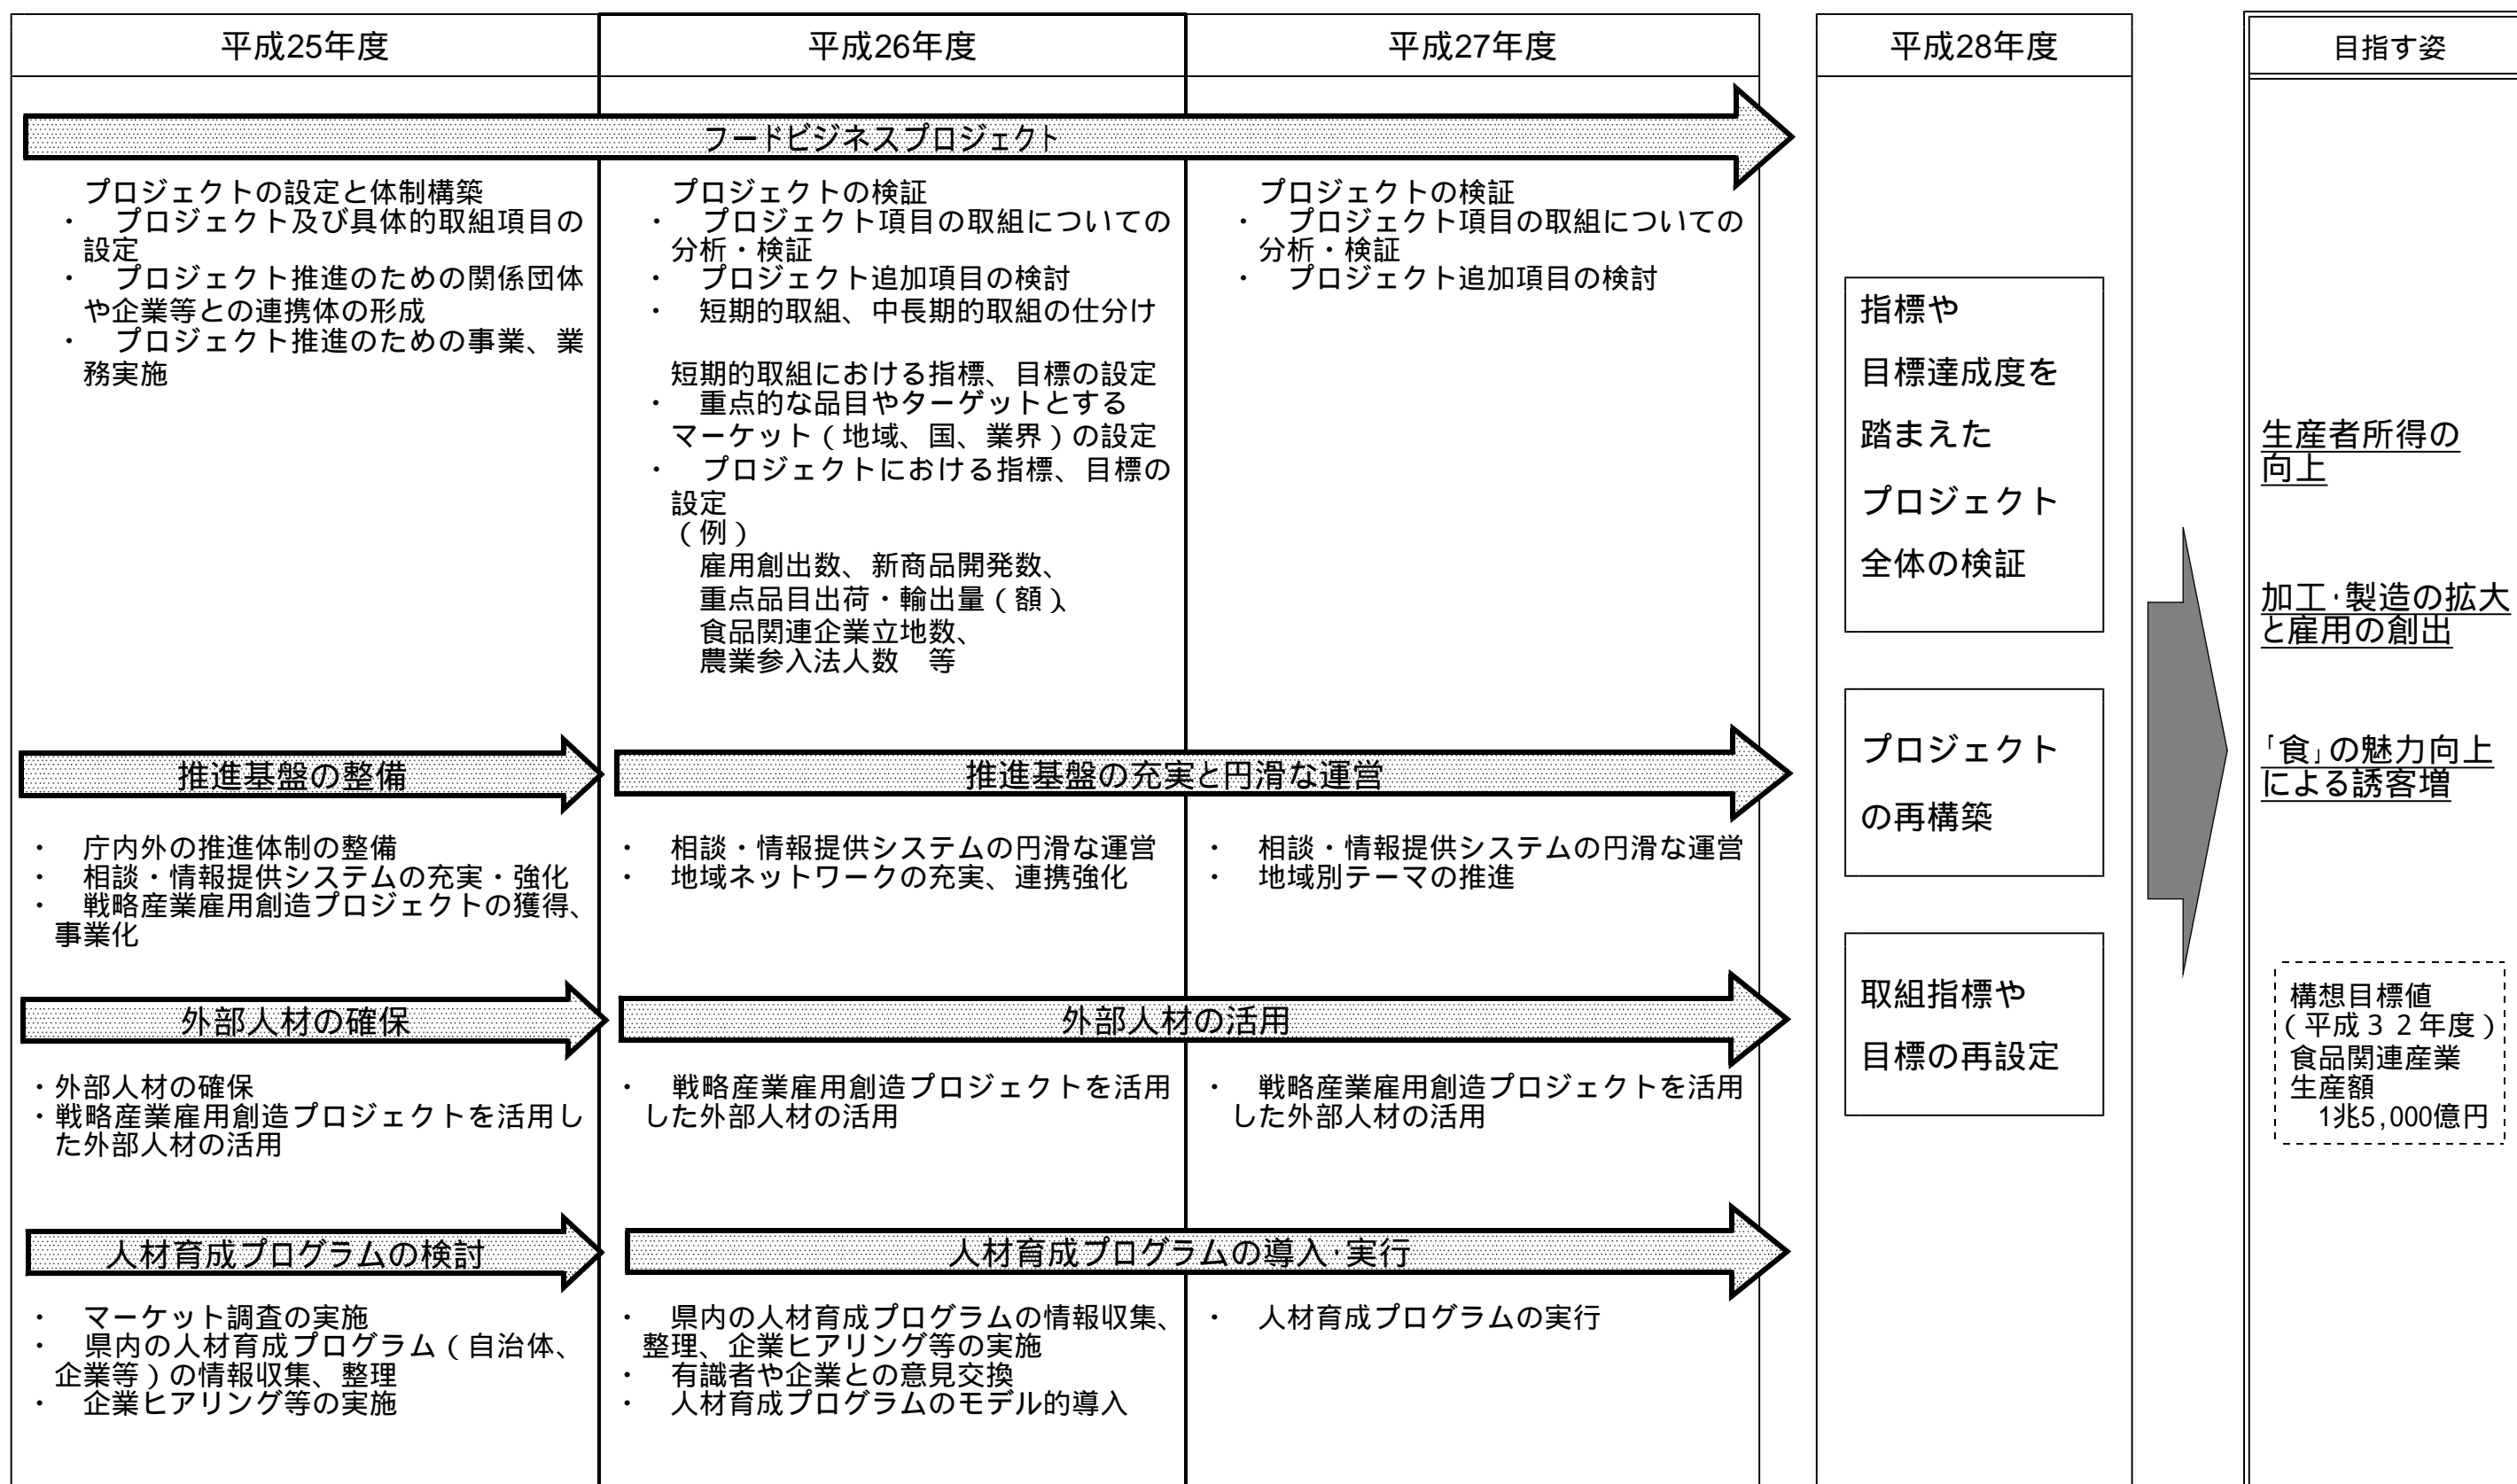 平成25年度
平成26年度
平成27年度
平成28年度
目指す姿
フードビジネスプロジェクト
プロジェクトの設定と体制構築
・　プロジェクト及び具体的取組項目の
設定
・　プロジェクト推進のための関係団体
や企業等との連携体の形成
・　プロジェクト推進のための事業、業
務実施
プロジェクトの検証
・　プロジェクト項目の取組についての
分析・検証
・　プロジェクト追加項目の検討
・　短期的取組、中長期的取組の仕分け
短期的取組における指標、目標の設定
・　重点的な品目やターゲットとする
マーケット（地域、国、業界）の設定
・　プロジェクトにおける指標、目標の
設定
（例）
雇用創出数、新商品開発数、
重点品目出荷・輸出量（額）、
食品関連企業立地数、
農業参入法人数　等
プロジェクトの検証
・　プロジェクト項目の取組についての
分析・検証
・　プロジェクト追加項目の検討
推進基盤の整備
推進基盤の充実と円滑な運営
・　庁内外の推進体制の整備
・　相談・情報提供システムの充実・強化
・　戦略産業雇用創造プロジェクトの獲得、
事業化
・　相談・情報提供システムの円滑な運営
・　地域ネットワークの充実、連携強化
・　相談・情報提供システムの円滑な運営
・　地域別テーマの推進
外部人材の確保
外部人材の活用
・外部人材の確保
・戦略産業雇用創造プロジェクトを活用し
た外部人材の活用
・　戦略産業雇用創造プロジェクトを活用
した外部人材の活用
・　戦略産業雇用創造プロジェクトを活用
した外部人材の活用
人材育成プログラムの検討
人材育成プログラムの導入・実行
・　マーケット調査の実施
・　県内の人材育成プログラム（自治体、
企業等）の情報収集、整理
・　企業ヒアリング等の実施
・　県内の人材育成プログラムの情報収集、
整理、企業ヒアリング等の実施
・　有識者や企業との意見交換
・　人材育成プログラムのモデル的導入
・　人材育成プログラムの実行
指標や
目標達成度を
踏まえた
プロジェクト
全体の検証
プロジェクト
の再構築
取組指標や
目標の再設定
生産者所得の
向上
加工・製造の拡大
と雇用の創出
「食」の魅力向上
による誘客増
構想目標値
（平成３２年度）
食品関連産業
生産額
1兆5,000億円